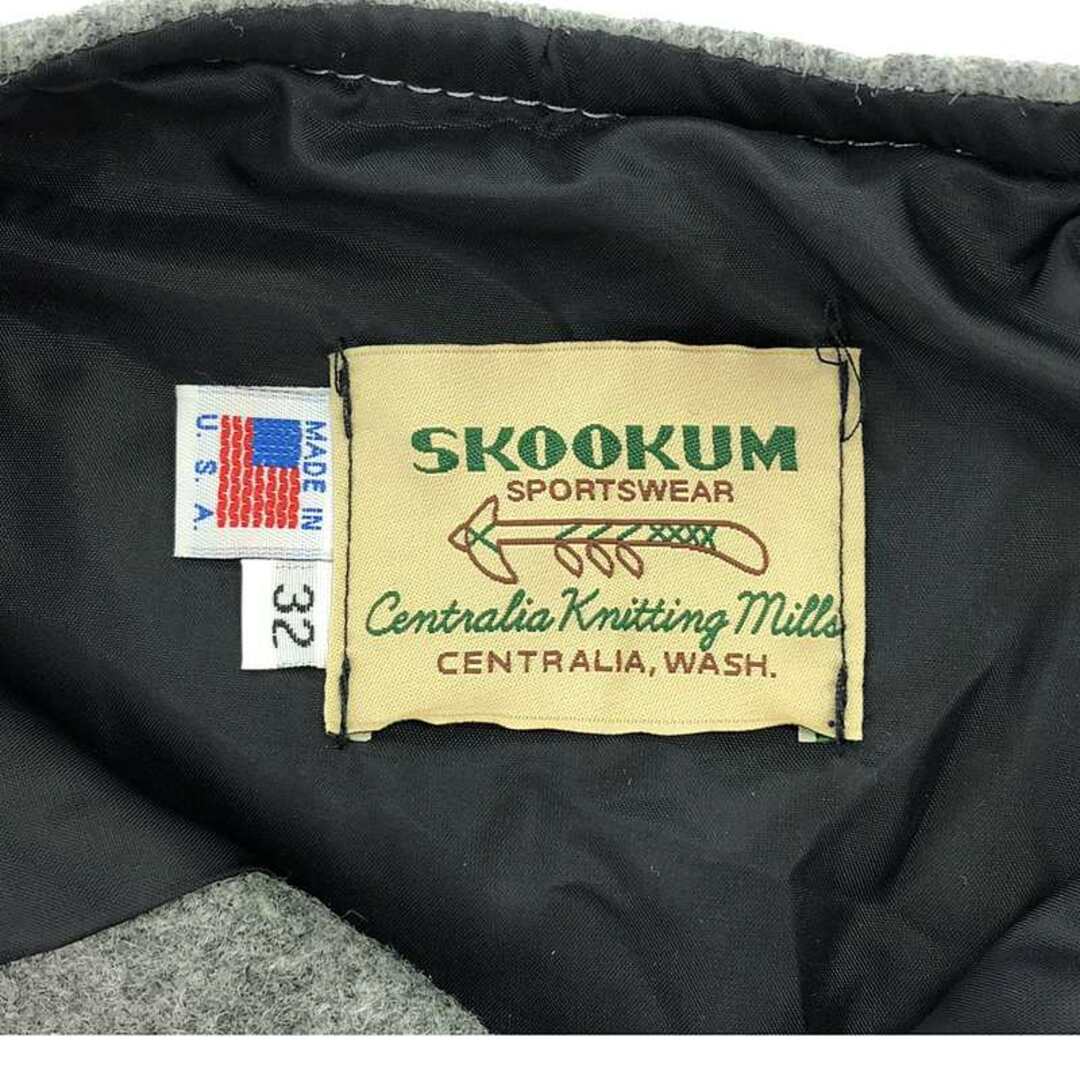 SKOOKUM
SPORTSWEAR
Centralia Knitting Mills
CENTRALIA, WASH.
MADE IN
U.S.A.
32